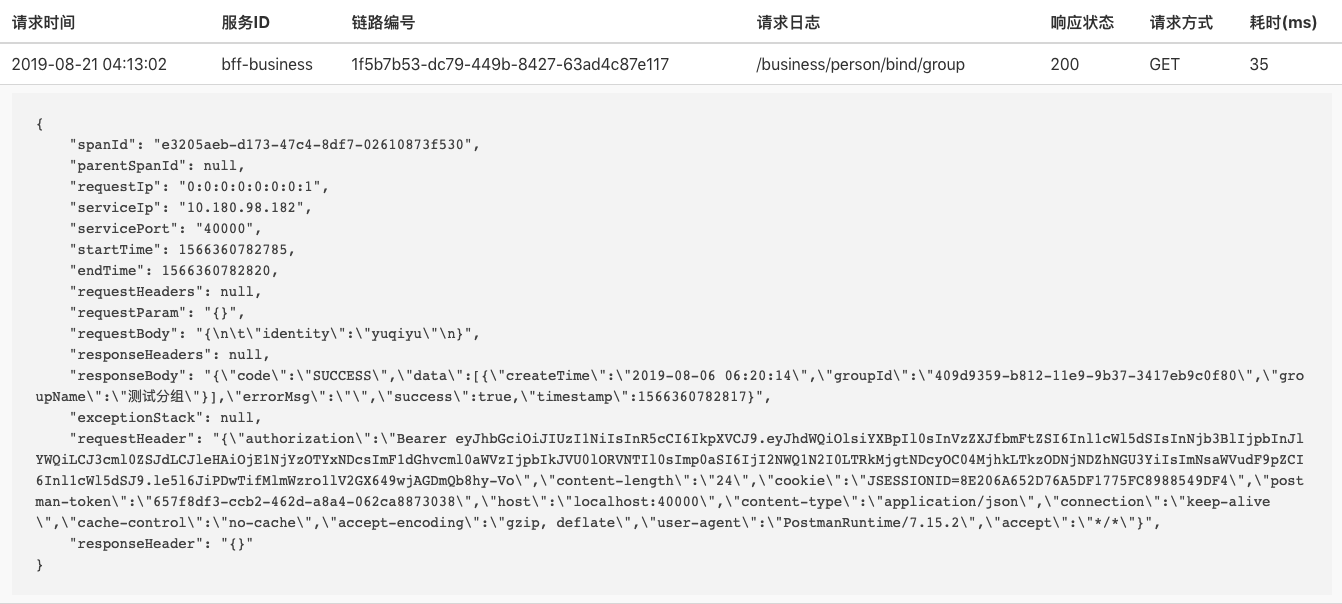 请求时间 服务ID 链路编号 请求日志 响应状态 请求方式 耗时(ms)
2019-08-21 04:13:02 bff-business 1f5b7b53-dc79-449b-8427-63ad4c87e117 /business/person/bind/group 200 GET 35
{
"spanId": "e3205aeb-d173-47c4-8df7-02610873f530",
"parentSpanId": null,
"requestIp": "0:0:0:0:0:0:0:1",
"serviceIp": "10.180.98.182",
"servicePort": "40000",
"startTime": 1566360782785,
"endTime": 1566360782820,
"requestHeaders": null,
"requestParam": "{}",
"requestBody": "{\n\t\"identity\":\"yuqiyu\"\n}",
"responseHeaders": null,
"responseBody": "{\"code\":\"SUCCESS\",\"data\":[{\"createTime\":\"2019-08-06 06:20:14\",\"groupId\":\"409d9359-b812-11e9-9b37-3417eb9c0f80\",\"gro
upName\":\"测试分组\"}],\"errorMsg\":\"\",\"success\":true,\"timestamp\":1566360782817}",
"exceptionStack": null,
"requestHeader": "{\"authorization\":\"Bearer eyJhbGciOiJIUzI1NiIsInR5cCI6IkpXVCJ9.eyJhdWQiOlsiYXBpIl0sInVzZXJfbmFtZSI6Inl1cWl5dSIsInNjb3BlIjpbInJl
YWQiLCJ3cml0ZSJdLCJleHAiOjE1NjYzOTYxNDcsImF1dGhvcml0aWVzIjpbIkJVU0lORVNTIl0sImp0aSI6IjI2NWQ1N2I0LTRkMjgtNDcyOC04MjhkLTkzODNjNDZhNGU3YiIsImNsaWVudF9pZCI
6Inl1cWl5dSJ9.le5l6JiPDwTifMlmWzro1lV2GX649wjAGDmQb8hy-Vo\",\"content-length\":\"24\",\"cookie\":\"JSESSIONID=8E206A652D76A5DF1775FC8988549DF4\",\"post
man-token\":\"657f8df3-ccb2-462d-a8a4-062ca8873038\",\"host\":\"localhost:40000\",\"content-type\":\"application/json\",\"connection\":\"keep-alive
\",\"cache-control\":\"no-cache\",\"accept-encoding\":\"gzip, deflate\",\"user-agent\":\"PostmanRuntime/7.15.2\",\"accept\":\"*/*\"}",
"responseHeader": "{}"
}